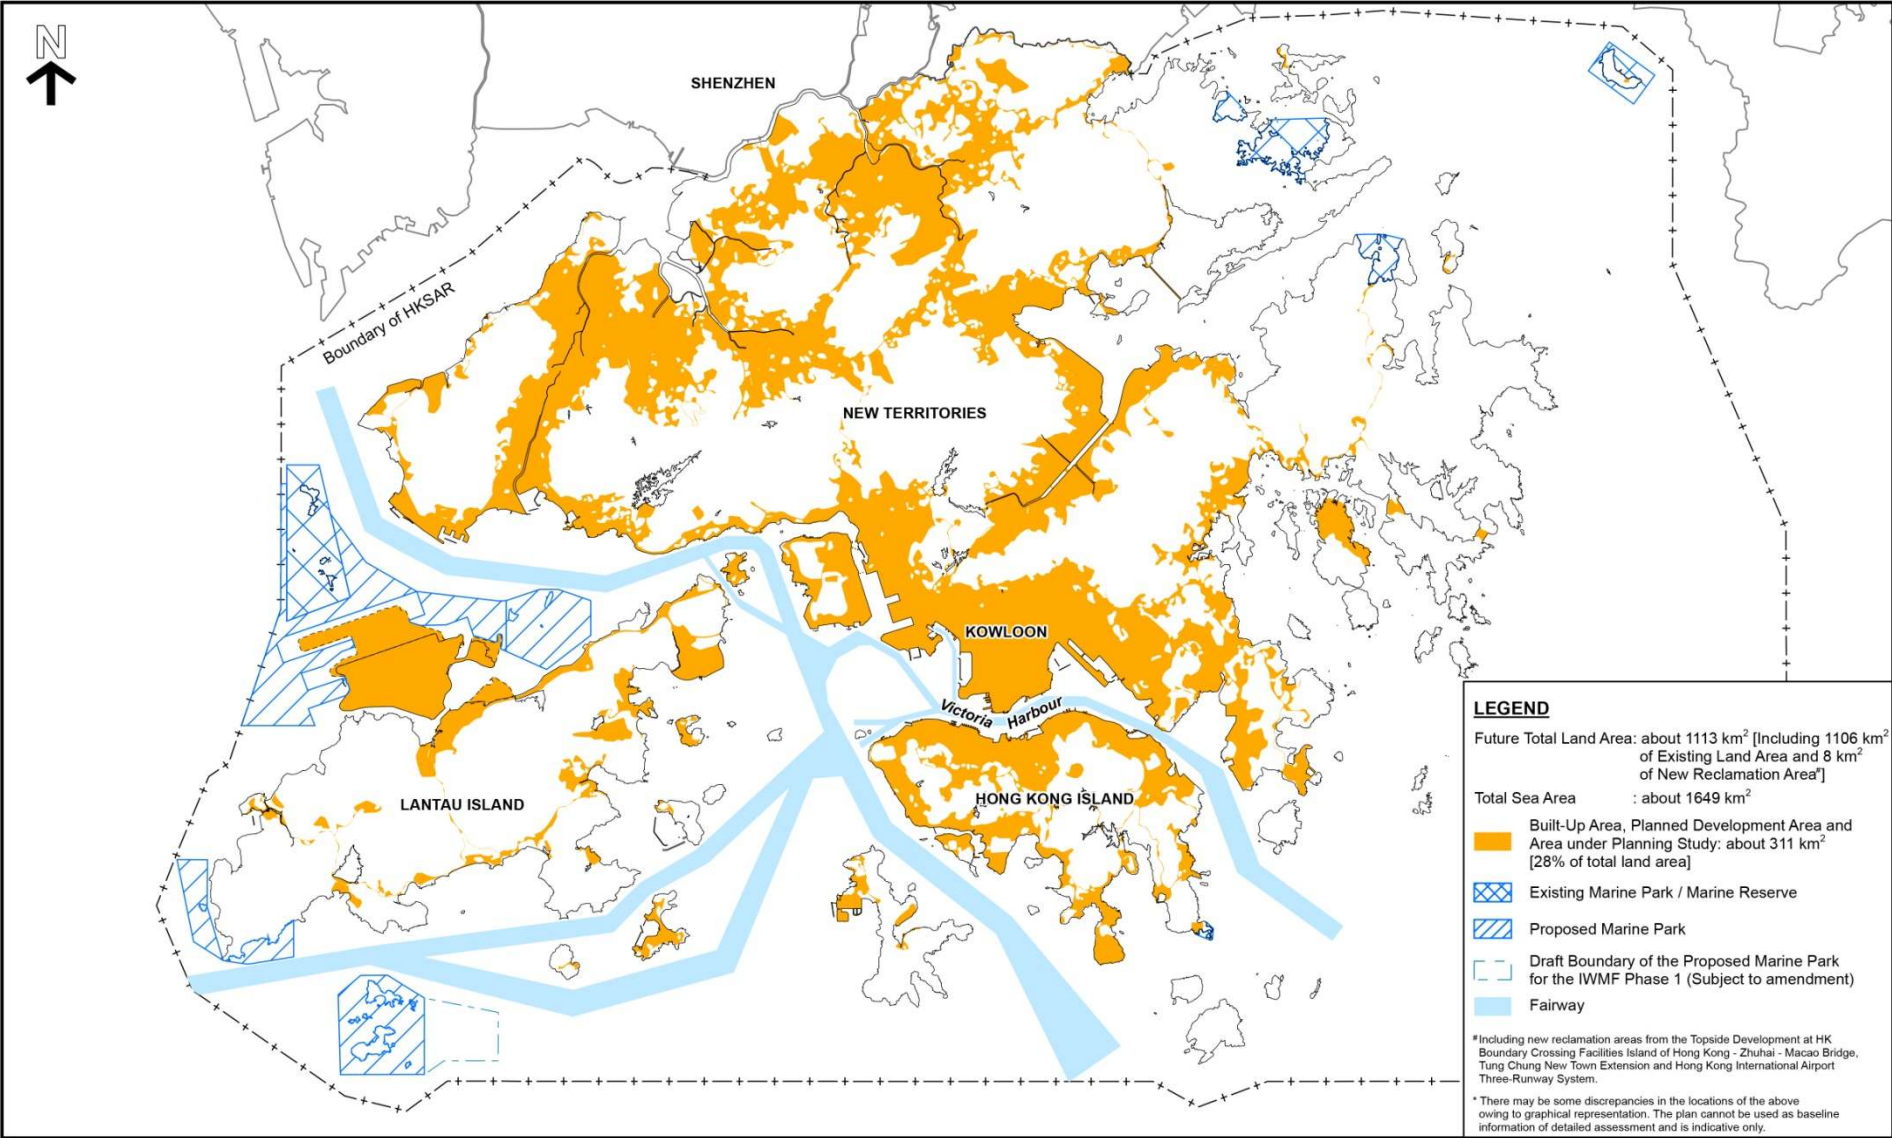 N
SHENZHEN
Boundary of HKSAR
NEW TERRITORIES
KOWLOON
Victoria Harbour
LANTAU ISLAND
HONG KONG ISLAND
LEGEND
Future Total Land Area: about 1113 km² [Including 1106 km²
of Existing Land Area and 8 km²
of New Reclamation Area#]
Total Sea Area : about 1649 km²
Built-Up Area, Planned Development Area and
Area under Planning Study: about 311 km²
[28% of total land area]
Existing Marine Park / Marine Reserve
Proposed Marine Park
Draft Boundary of the Proposed Marine Park
for the IWMF Phase 1 (Subject to amendment)
Fairway
# Including new reclamation areas from the Topside Development at HK
Boundary Crossing Facilities Island of Hong Kong - Zhuhai - Macao Bridge,
Tung Chung New Town Extension and Hong Kong International Airport
Three-Runway System.
* There may be some discrepancies in the locations of the above
owing to graphical representation. The plan cannot be used as baseline
information of detailed assessment and is indicative only.